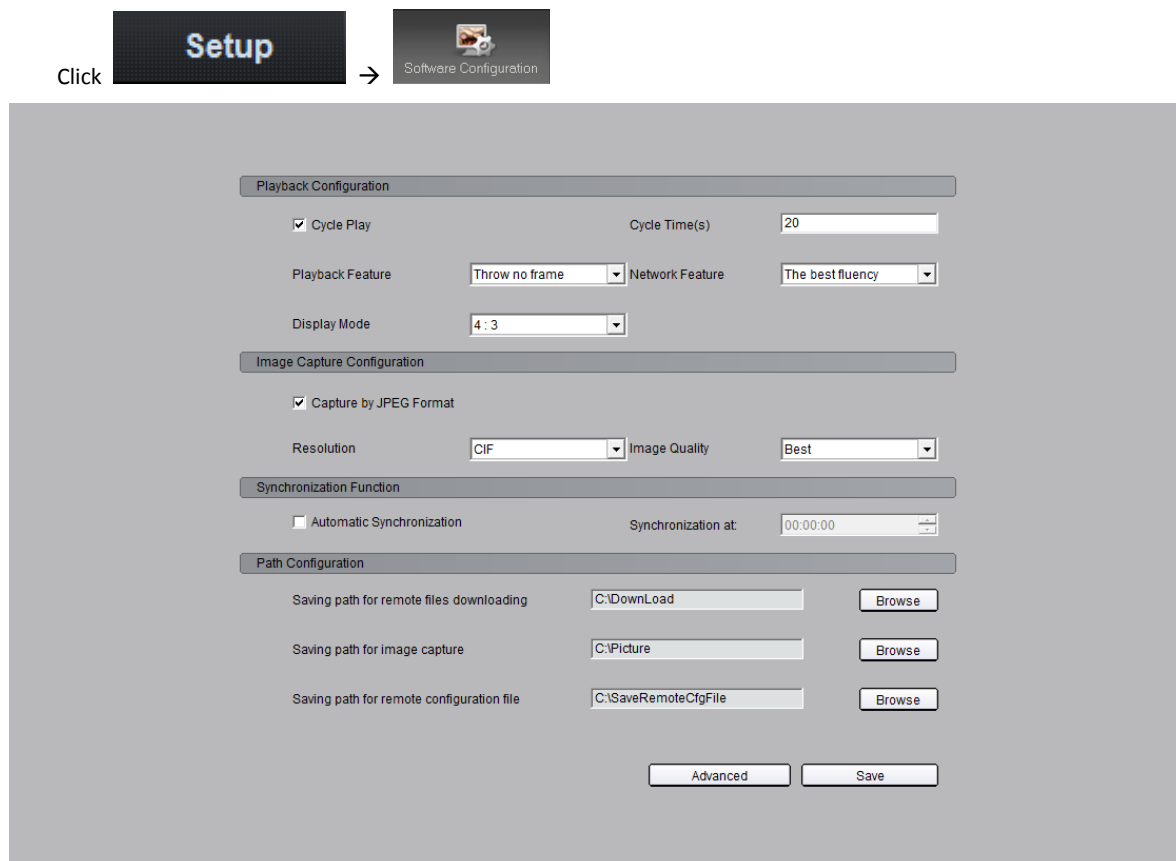 Click Setup → Software Configuration
Playback Configuration
Cycle Play Cycle Time(s) 20
Playback Feature Throw no frame Network Feature The best fluency
Display Mode 4 : 3
Image Capture Configuration
Capture by JPEG Format
Resolution CIF Image Quality Best
Synchronization Function
Automatic Synchronization Synchronization at: 00:00:00
Path Configuration
Saving path for remote files downloading C:\DownLoad Browse
Saving path for image capture C:\Picture Browse
Saving path for remote configuration file C:\SaveRemoteCfgFile Browse
Advanced Save